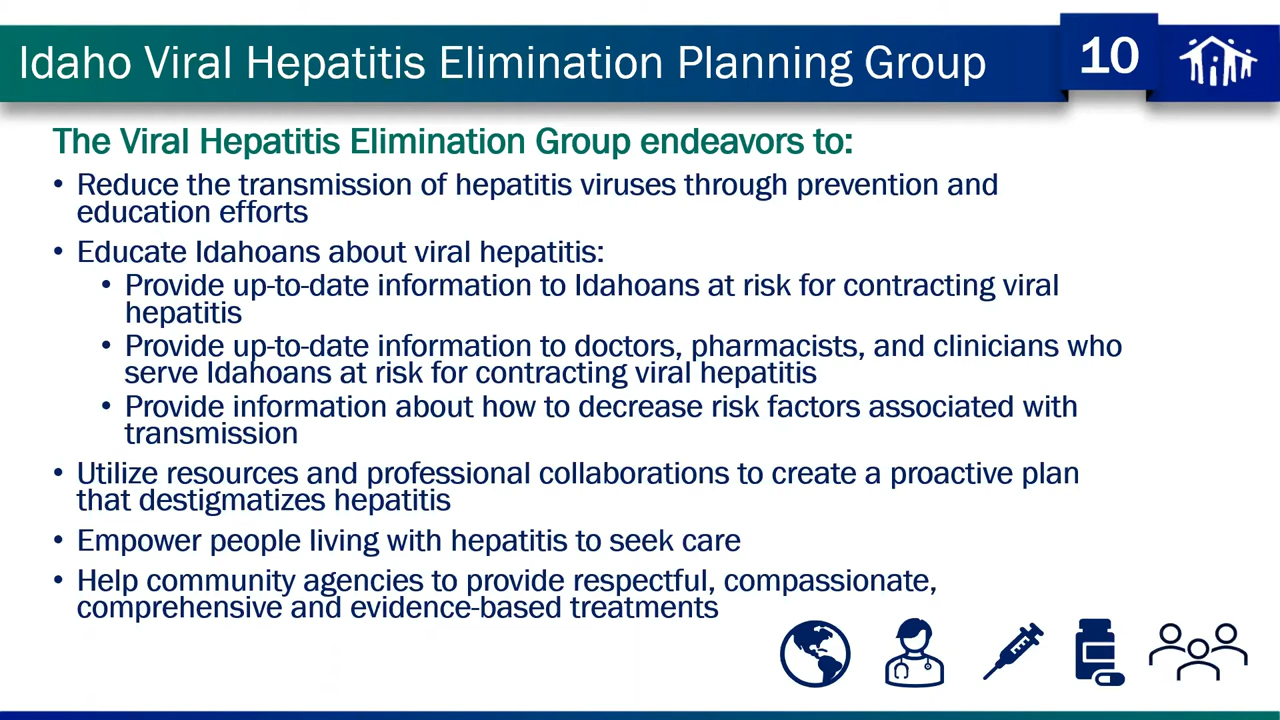 Idaho Viral Hepatitis Elimination Planning Group
10
The Viral Hepatitis Elimination Group endeavors to:
• Reduce the transmission of hepatitis viruses through prevention and
education efforts
• Educate Idahoans about viral hepatitis:
• Provide up-to-date information to Idahoans at risk for contracting viral
hepatitis
• Provide up-to-date information to doctors, pharmacists, and clinicians who
serve Idahoans at risk for contracting viral hepatitis
• Provide information about how to decrease risk factors associated with
transmission
• Utilize resources and professional collaborations to create a proactive plan
that destigmatizes hepatitis
• Empower people living with hepatitis to seek care
• Help community agencies to provide respectful, compassionate,
comprehensive and evidence-based treatments